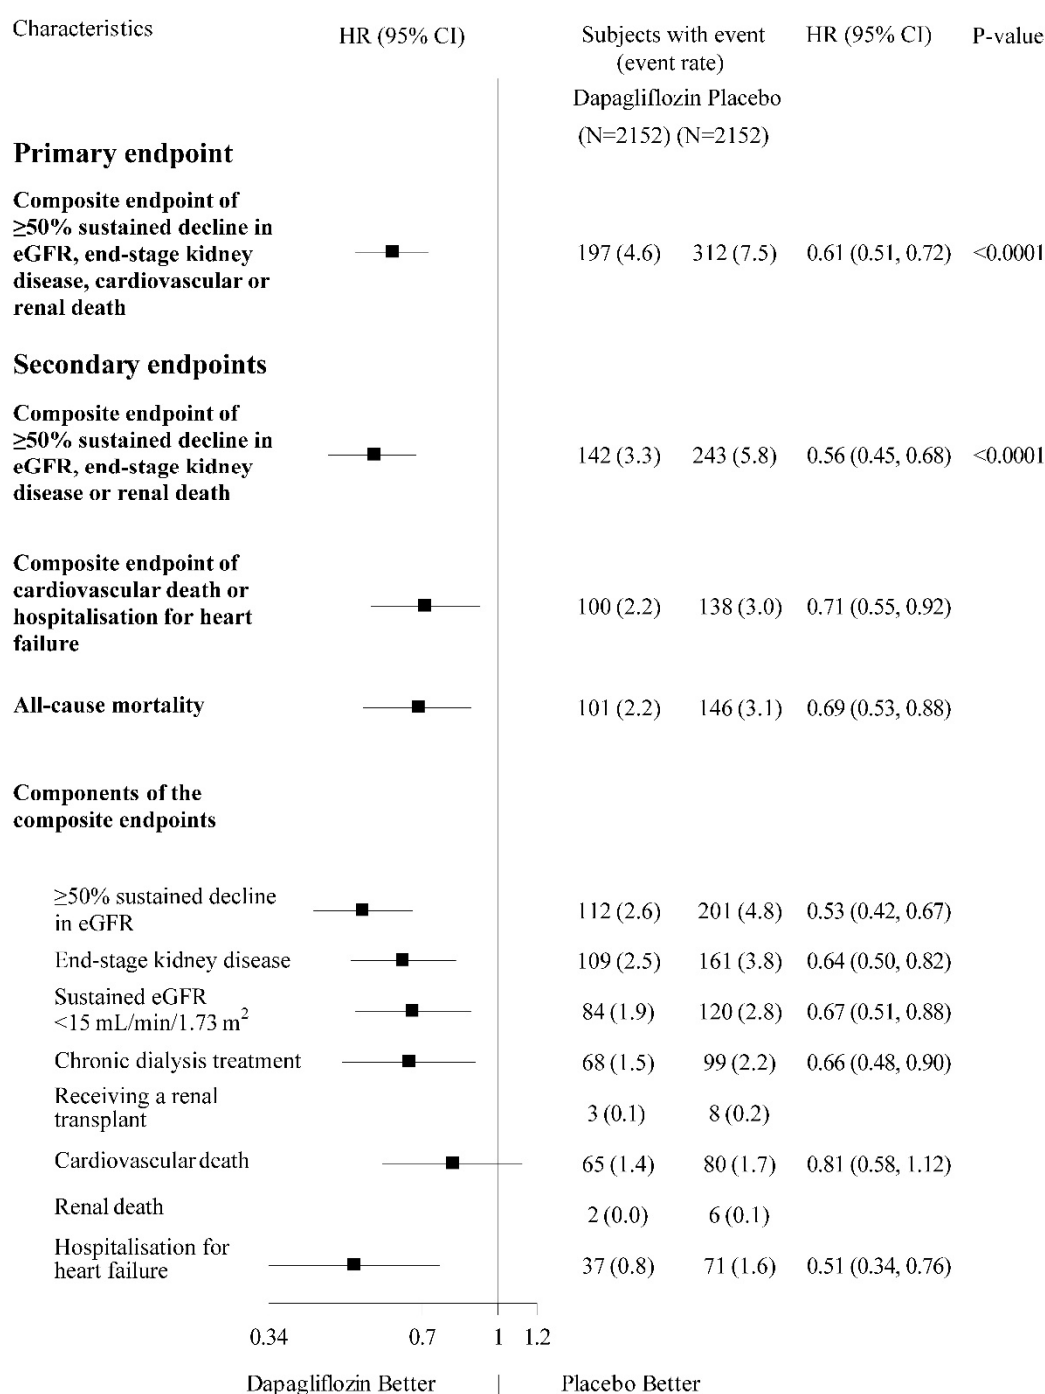 Characteristics HR (95% CI) Subjects with event HR (95% CI) P-value
(event rate)
Dapagliflozin Placebo
(N=2152) (N=2152)
Primary endpoint
Composite endpoint of
≥50% sustained decline in
eGFR, end-stage kidney 197 (4.6) 312 (7.5) 0.61 (0.51, 0.72) <0.0001
disease, cardiovascular or
renal death
Secondary endpoints
Composite endpoint of
≥50% sustained decline in
eGFR, end-stage kidney 142 (3.3) 243 (5.8) 0.56 (0.45, 0.68) <0.0001
disease or renal death
Composite endpoint of
cardiovascular death or
hospitalisation for heart 100 (2.2) 138 (3.0) 0.71 (0.55, 0.92)
failure
All-cause mortality 101 (2.2) 146 (3.1) 0.69 (0.53, 0.88)
Components of the
composite endpoints
≥50% sustained decline
in eGFR 112 (2.6) 201 (4.8) 0.53 (0.42, 0.67)
End-stage kidney disease 109 (2.5) 161 (3.8) 0.64 (0.50, 0.82)
Sustained eGFR
<15 mL/min/1.73 m² 84 (1.9) 120 (2.8) 0.67 (0.51, 0.88)
Chronic dialysis treatment 68 (1.5) 99 (2.2) 0.66 (0.48, 0.90)
Receiving a renal
transplant 3 (0.1) 8 (0.2)
Cardiovascular death 65 (1.4) 80 (1.7) 0.81 (0.58, 1.12)
Renal death 2 (0.0) 6 (0.1)
Hospitalisation for
heart failure 37 (0.8) 71 (1.6) 0.51 (0.34, 0.76)
0.34 0.7 1 1.2
Dapagliflozin Better | Placebo Better